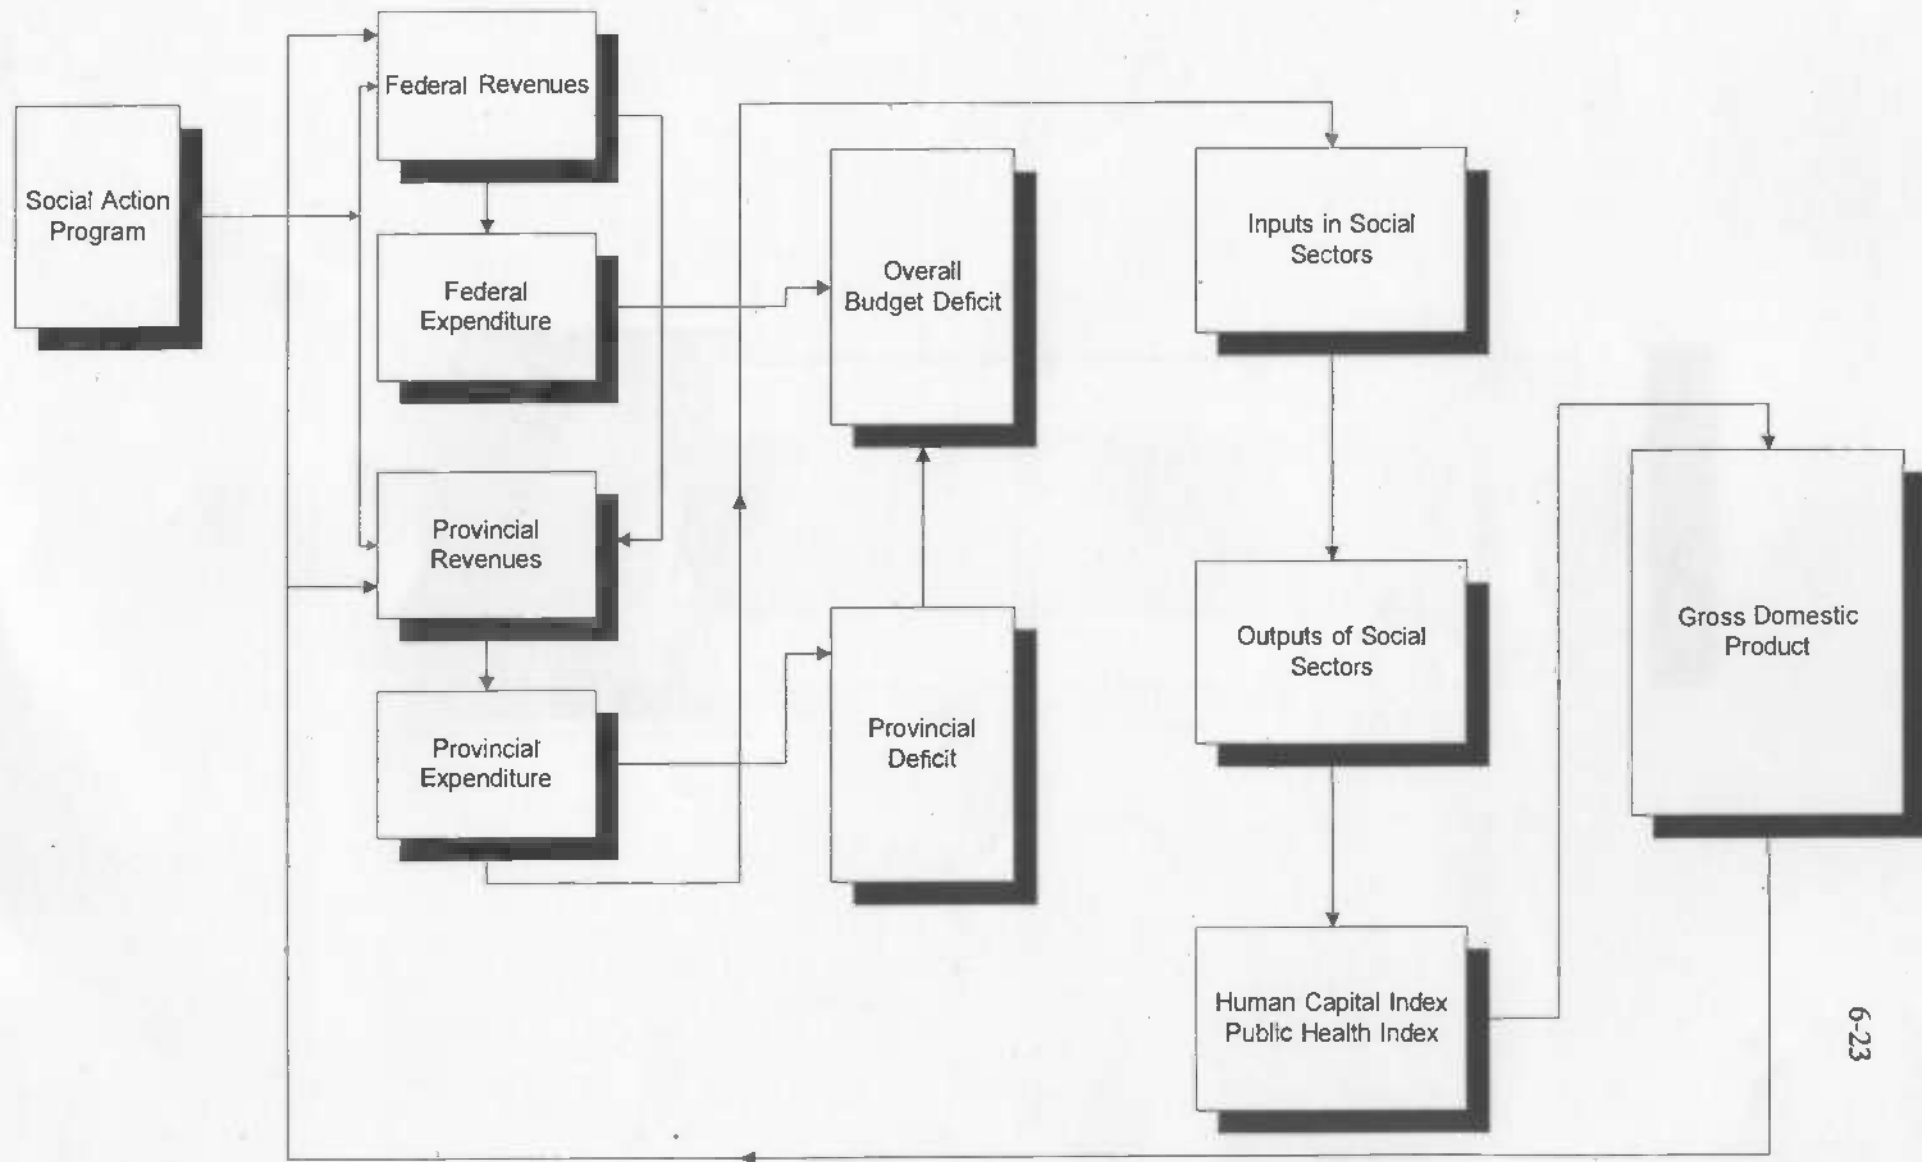 Federal Revenues
Social Action
Program
Federal
Expenditure
Provincial
Revenues
Provincial
Expenditure
Overall
Budget Deficit
Provincial
Deficit
Inputs in Social
Sectors
Outputs of Social
Sectors
Human Capital Index
Public Health Index
Gross Domestic
Product
6-23